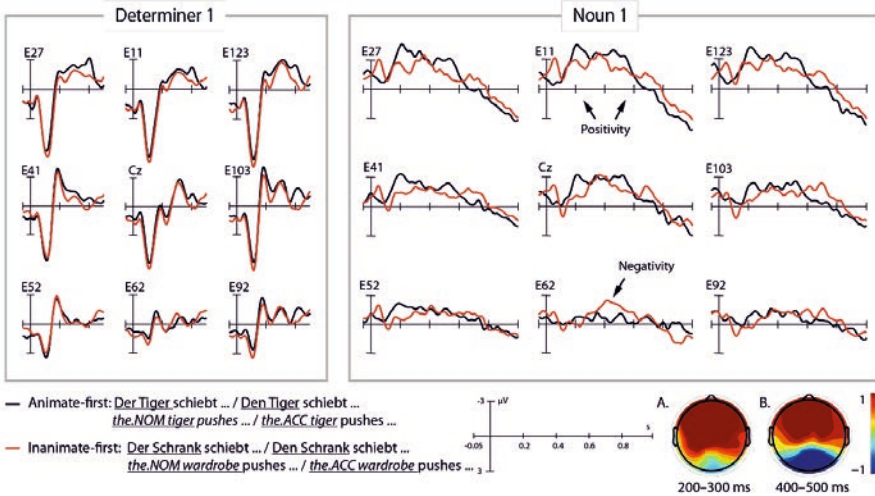 Determiner 1
Noun 1
E27 E11 E123
E27 E11 E123
Positivity
E41 Cz E103
E41 Cz E103
E52 E62 E92
E52 E62 E92
Negativity
Animate-first: Der Tiger schiebt ... / Den Tiger schiebt ...
the.NOM tiger pushes ... / the.ACC tiger pushes ...
Inanimate-first: Der Schrank schiebt ... / Den Schrank schiebt ...
the.NOM wardrobe pushes ... / the.ACC wardrobe pushes ...
-3 μV
s
-0.05 0.2 0.4 0.6 0.8
3
A. B.
1
−1
200–300 ms 400–500 ms